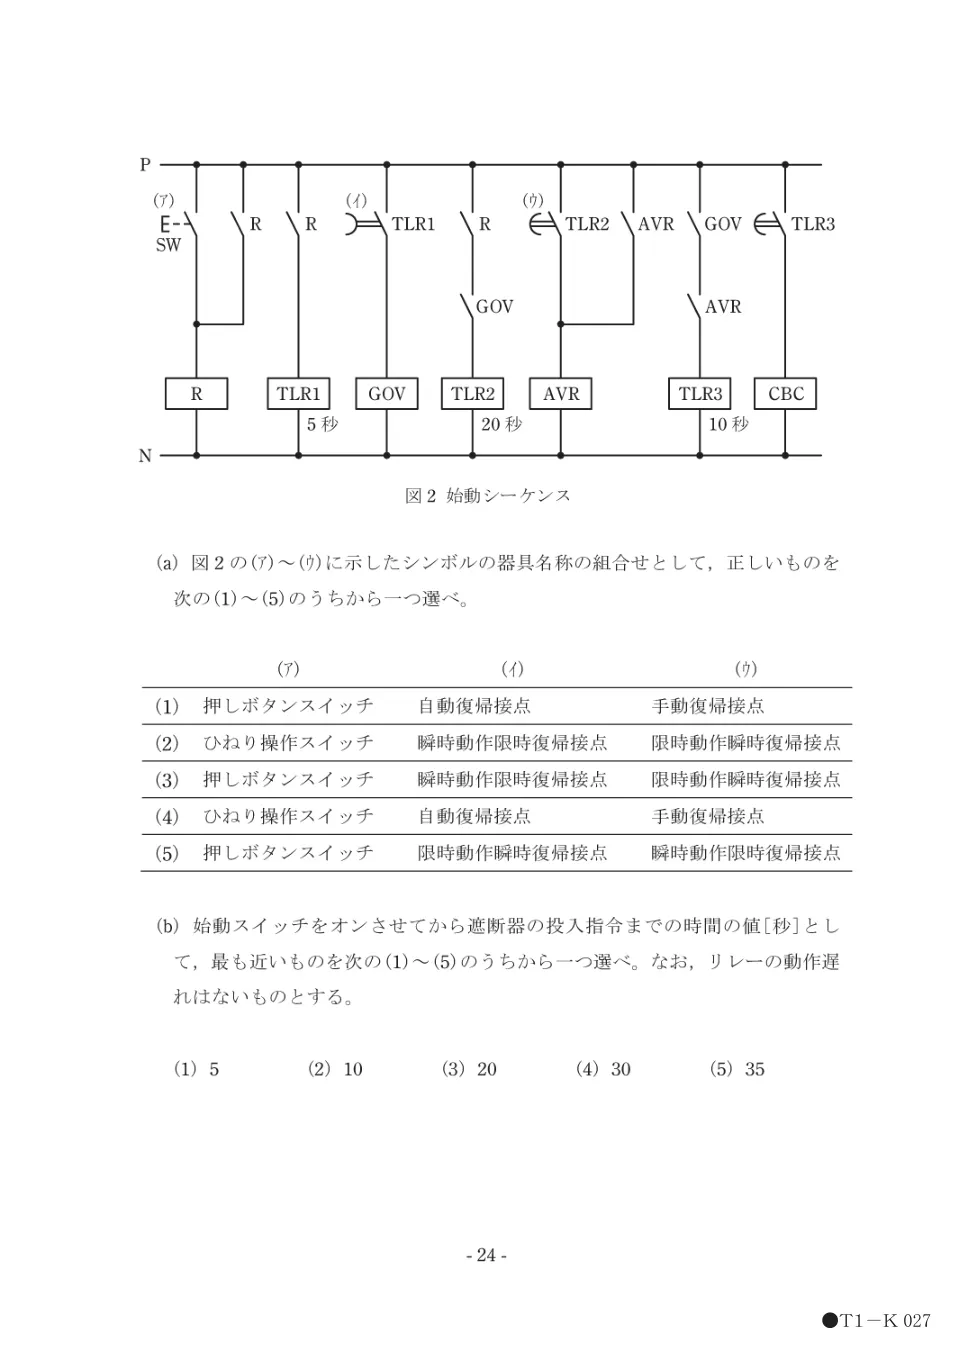 P
(ｱ) (ｲ) (ｳ)
R R TLR1 R TLR2 AVR GOV TLR3
SW
GOV AVR
R TLR1 GOV TLR2 AVR TLR3 CBC
5 秒 20 秒 10 秒
N
図 2 始動シーケンス
(a) 図 2 の(ｱ)～(ｳ)に示したシンボルの器具名称の組合せとして，正しいものを
次の(1)～(5)のうちから一つ選べ。
(ｱ) (ｲ) (ｳ)
(1) 押しボタンスイッチ 自動復帰接点 手動復帰接点
(2) ひねり操作スイッチ 瞬時動作限時復帰接点 限時動作瞬時復帰接点
(3) 押しボタンスイッチ 瞬時動作限時復帰接点 限時動作瞬時復帰接点
(4) ひねり操作スイッチ 自動復帰接点 手動復帰接点
(5) 押しボタンスイッチ 限時動作瞬時復帰接点 瞬時動作限時復帰接点
(b) 始動スイッチをオンさせてから遮断器の投入指令までの時間の値[秒]とし
て，最も近いものを次の(1)～(5)のうちから一つ選べ。なお，リレーの動作遅
れはないものとする。
(1) 5 (2) 10 (3) 20 (4) 30 (5) 35
- 24 -
●T1－K 027